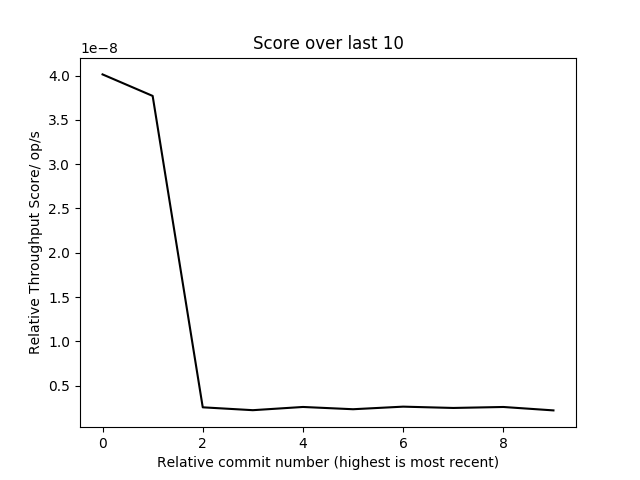 Score over last 10
1e−8
4.0
3.5
3.0
2.5
2.0
1.5
1.0
0.5
Relative Throughput Score/ op/s
0 2 4 6 8
Relative commit number (highest is most recent)